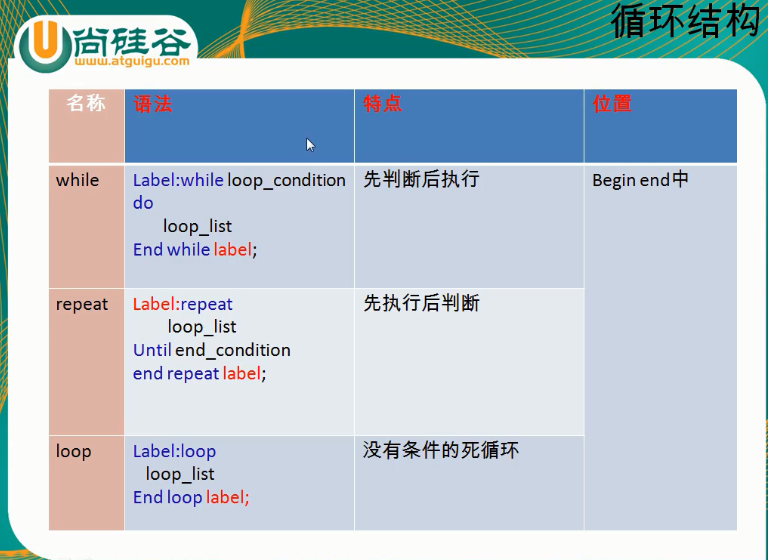 循环结构
尚硅谷
www.atguigu.com
名称
语法
特点
位置
while
Label:while loop_condition
do
loop_list
End while label;
先判断后执行
Begin end中
repeat
Label:repeat
loop_list
Until end_condition
end repeat label;
先执行后判断
loop
Label:loop
loop_list
End loop label;
没有条件的死循环